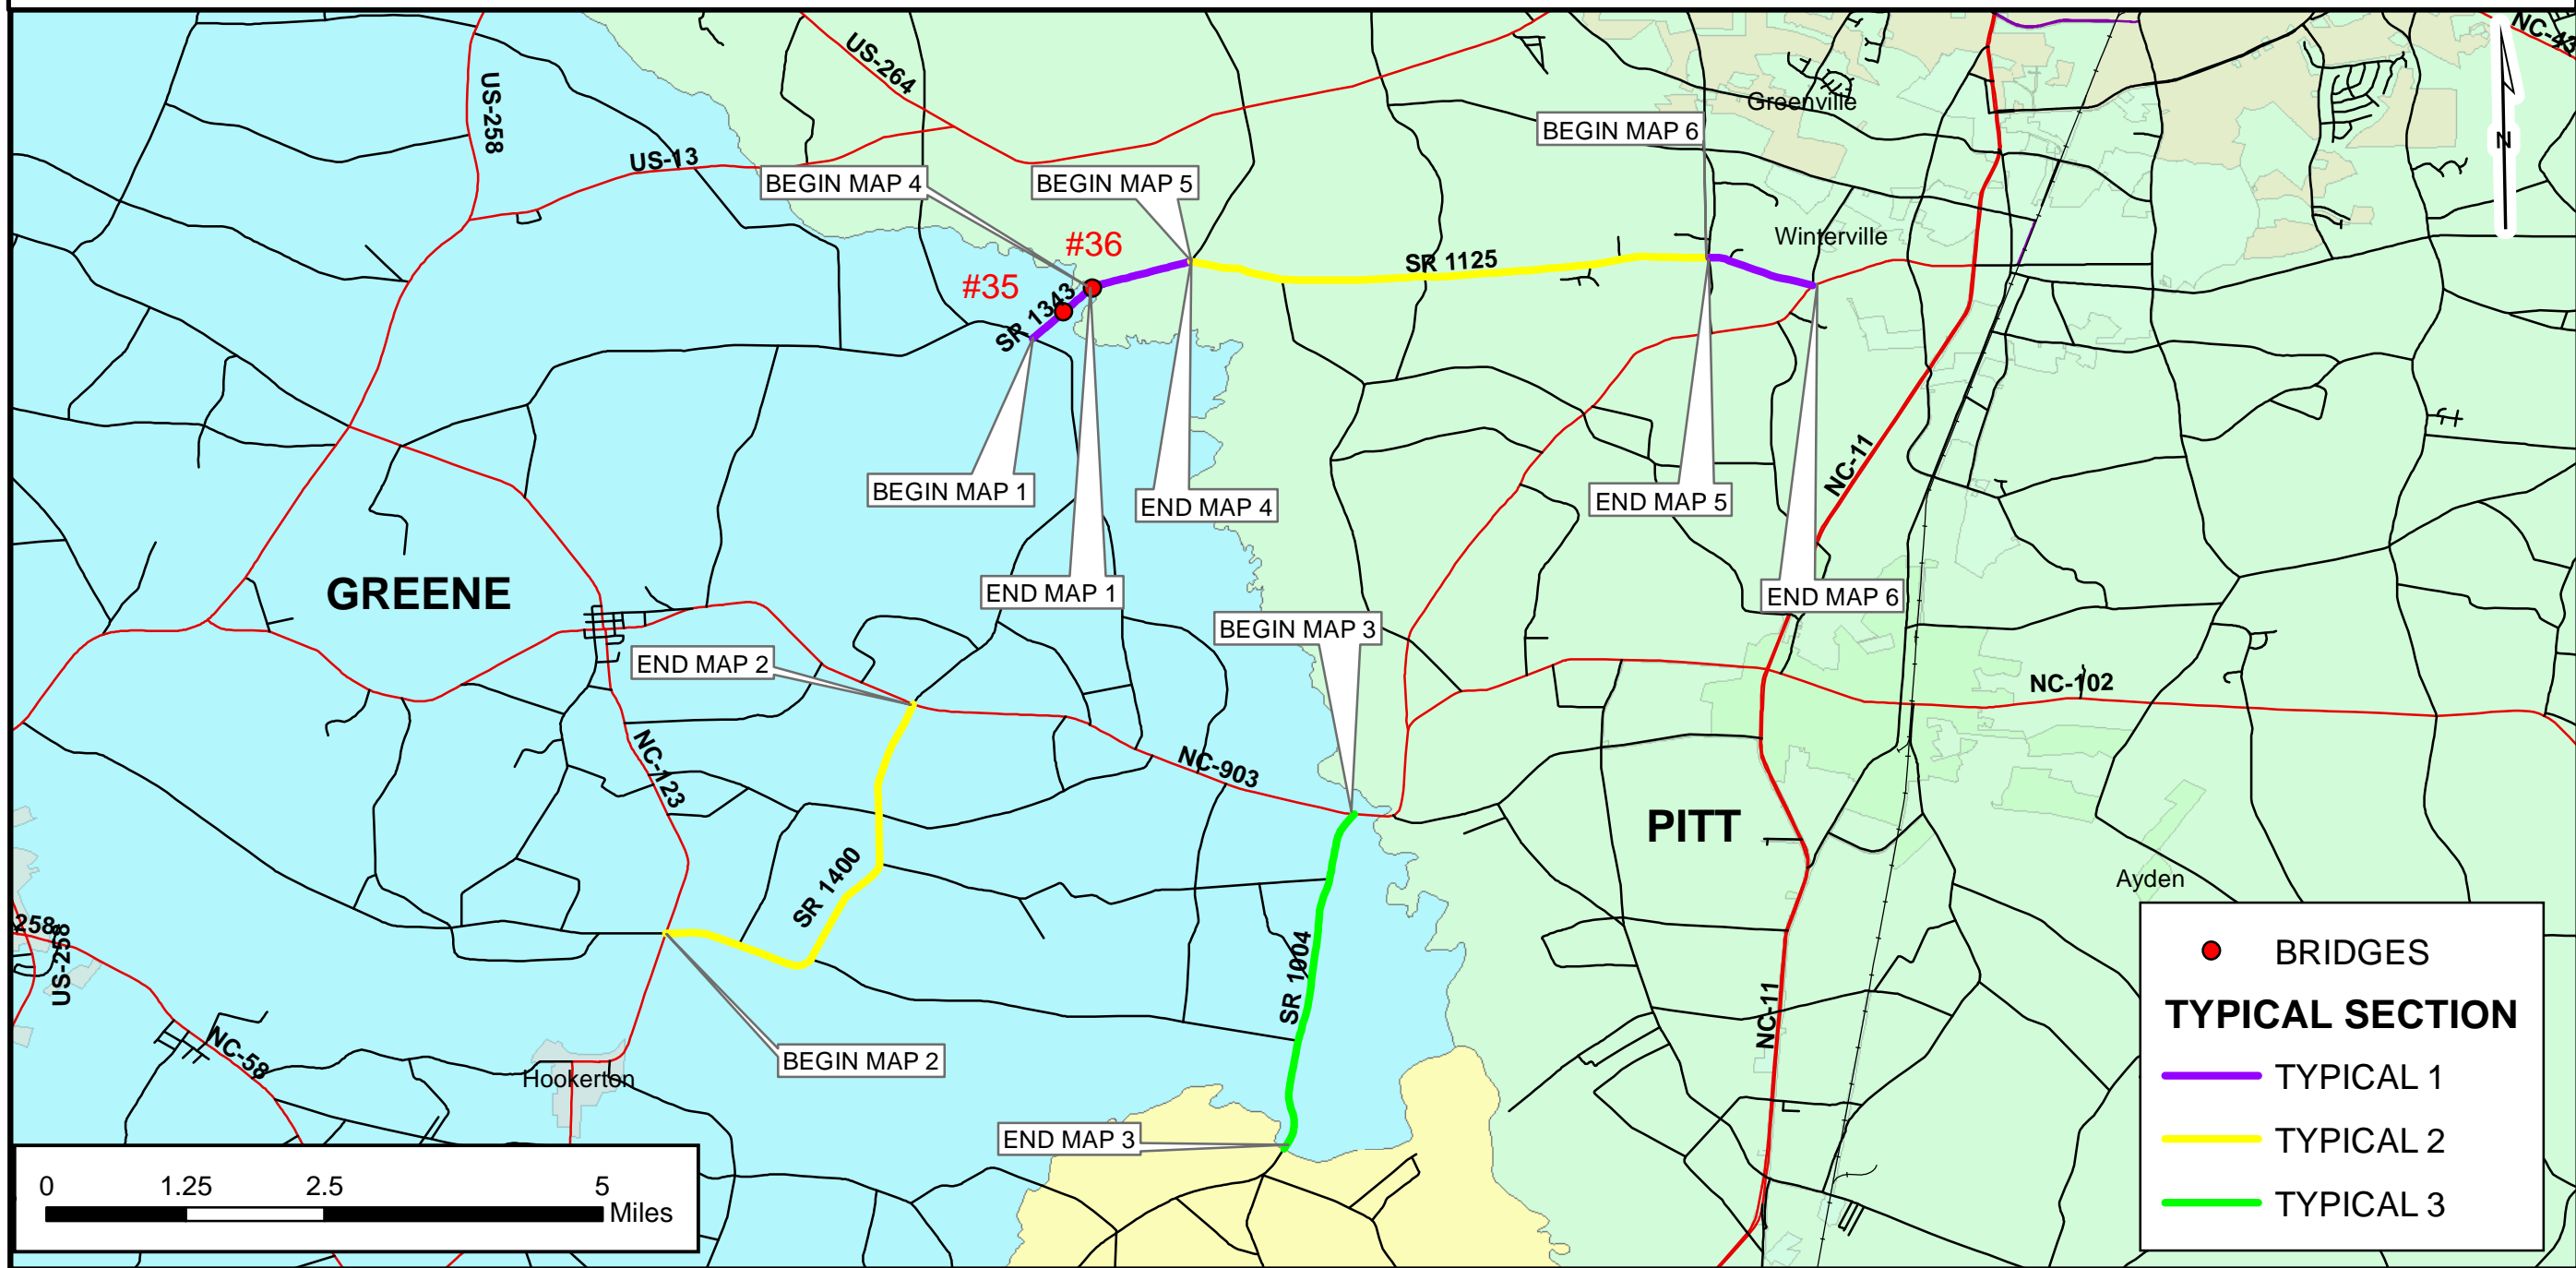 US-264
NC-43
US-258
Greenville
BEGIN MAP 6
N
US-13
BEGIN MAP 4
BEGIN MAP 5
#36
Winterville
SR 1125
#35
SR 1343
NC-11
BEGIN MAP 1
END MAP 4
END MAP 5
GREENE
END MAP 1
END MAP 6
BEGIN MAP 3
END MAP 2
NC-102
NC-123
NC-903
PITT
SR 1400
Ayden
258
US-258
SR 1004
NC-11
NC-58
BEGIN MAP 2
Hookerton
END MAP 3
BRIDGES
TYPICAL SECTION
TYPICAL 1
TYPICAL 2
TYPICAL 3
0 1.25 2.5 5
Miles